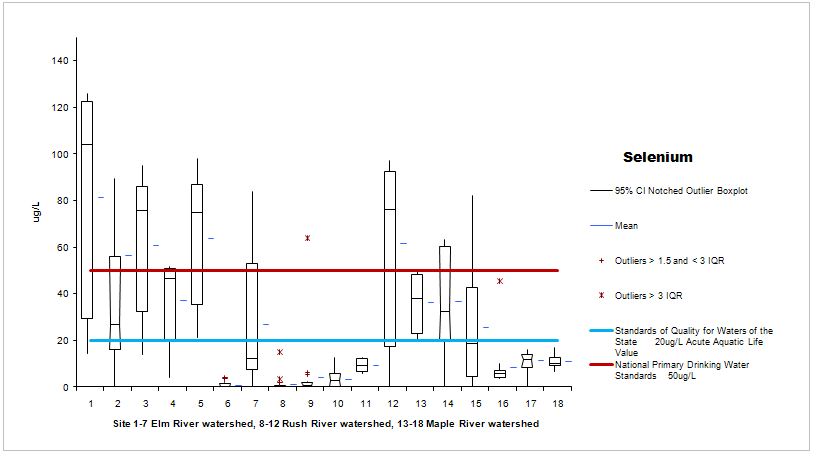 ug/L
140
120
100
80
60
40
20
0
1 2 3 4 5 6 7 8 9 10 11 12 13 14 15 16 17 18
Site 1-7 Elm River watershed, 8-12 Rush River watershed, 13-18 Maple River watershed
Selenium
95% CI Notched Outlier Boxplot
Mean
Outliers > 1.5 and < 3 IQR
Outliers > 3 IQR
Standards of Quality for Waters of the
State 20ug/L Acute Aquatic Life
Value
National Primary Drinking Water
Standards 50ug/L